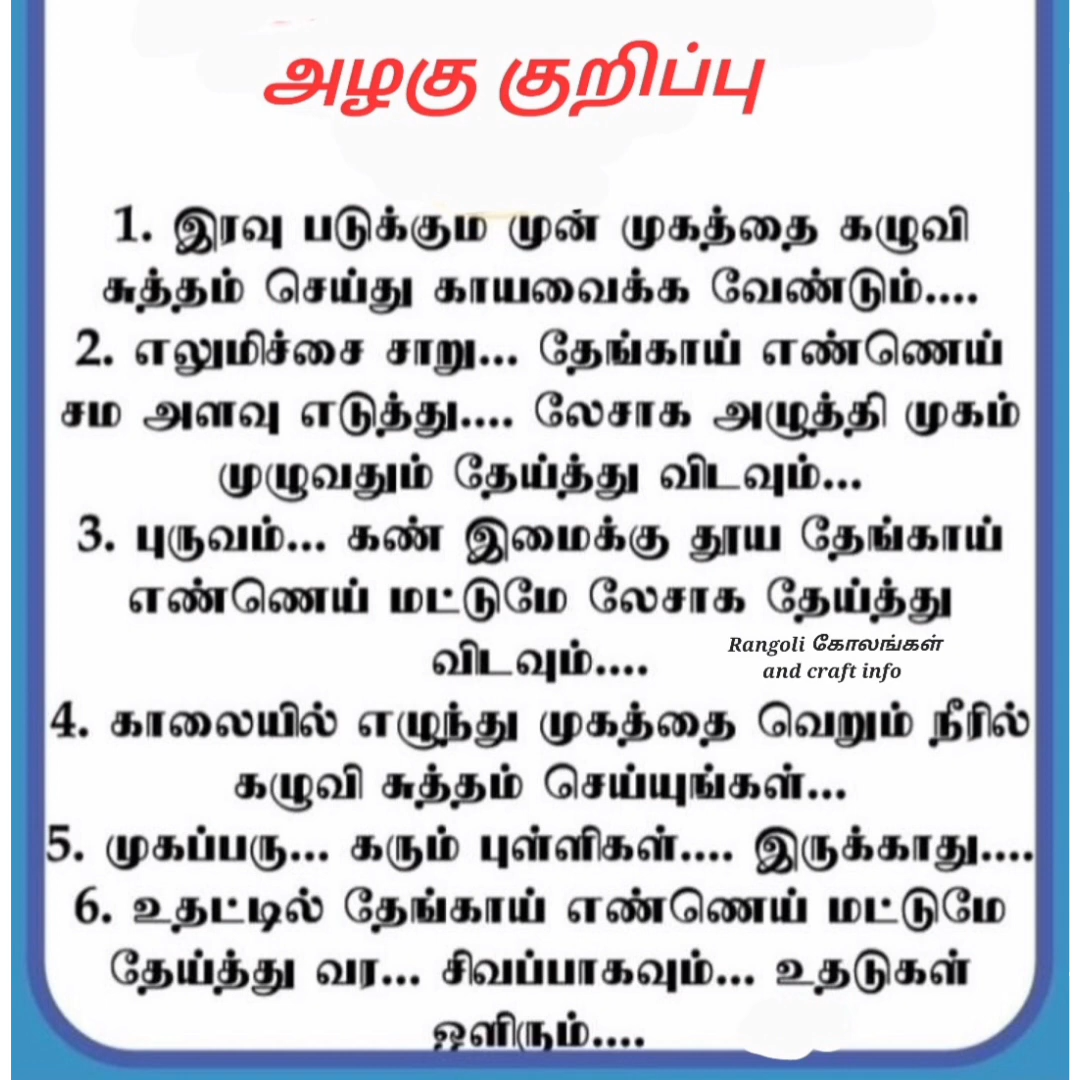 அழகு குறிப்பு
1. இரவு படுக்கும முன் முகத்தை கழுவி
சுத்தம் செய்து காயவைக்க வேண்டும்....
2. எலுமிச்சை சாறு... தேங்காய் எண்ணெய்
சம அளவு எடுத்து.... லேசாக அழுத்தி முகம்
முழுவதும் தேய்த்து விடவும்...
3. புருவம்... கண் இமைக்கு தூய தேங்காய்
எண்ணெய் மட்டுமே லேசாக தேய்த்து
விடவும்....
Rangoli கோலங்கள்
and craft info
4. காலையில் எழுந்து முகத்தை வெறும் நீரில்
கழுவி சுத்தம் செய்யுங்கள்...
5. முகப்பரு... கரும் புள்ளிகள்.... இருக்காது....
6. உதட்டில் தேங்காய் எண்ணெய் மட்டுமே
தேய்த்து வர... சிவப்பாகவும்... உதடுகள்
ஒளிரும்....